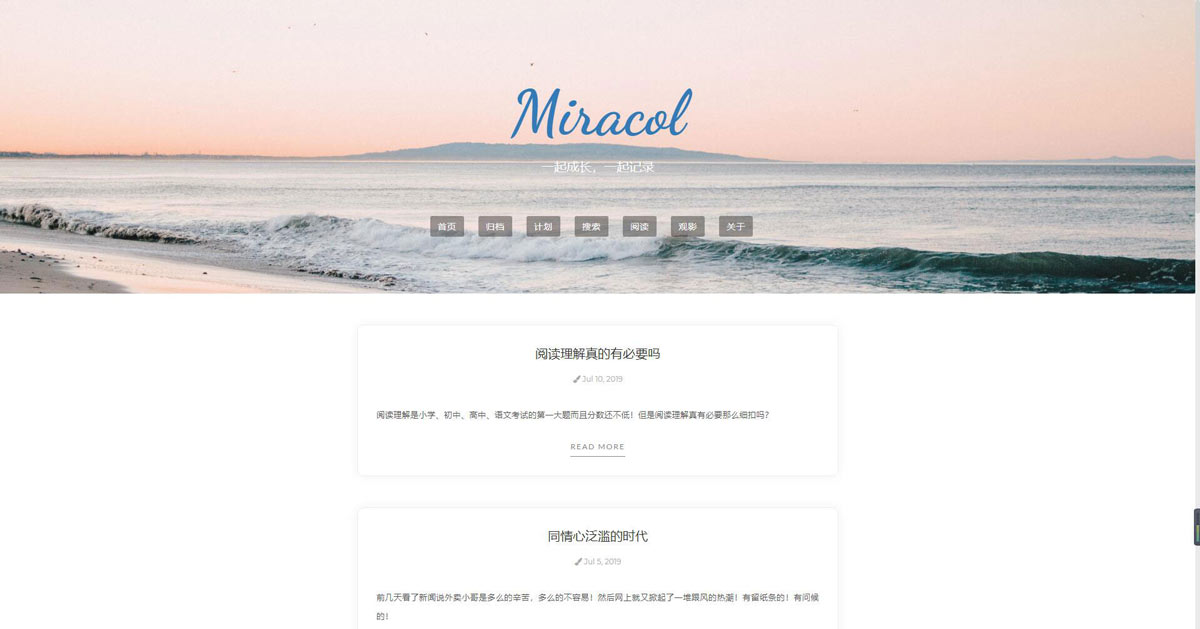 Miracol
一起成长，一起记录
首页 归档 计划 搜索 阅读 观影 关于
阅读理解真的有必要吗
Jul 10, 2019
阅读理解是小学、初中、高中、语文考试的第一大题而且分数还不低！但是阅读理解真有必要那么细扣吗？
READ MORE
同情心泛滥的时代
Jul 5, 2019
前几天看了新闻说外卖小哥是多么的辛苦，多么的不容易！然后网上就又掀起了一堆跟风的热潮！有留纸条的！有问候
的！